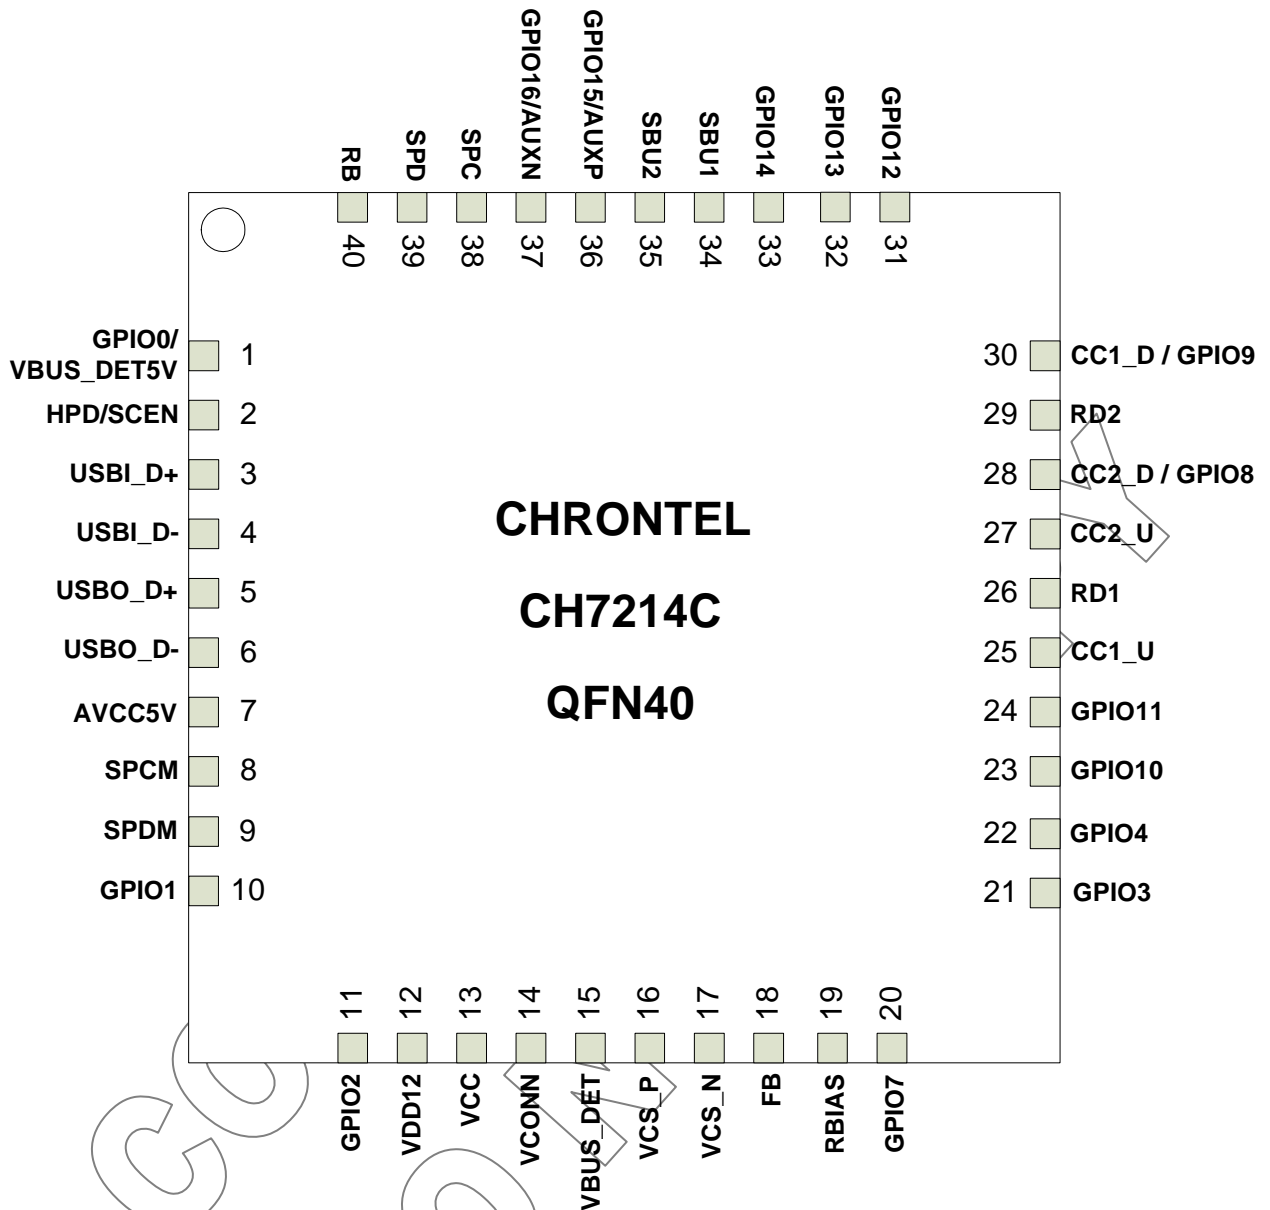 GPIO16/AUXN
GPIO15/AUXP
RB
SPD
SPC
SBU2
SBU1
GPIO14
GPIO13
GPIO12
40
39
38
37
36
35
34
33
32
31
GPIO0/
VBUS_DET5V
1
HPD/SCEN 2
USBI_D+ 3
USBI_D- 4
USBO_D+ 5
USBO_D- 6
AVCC5V 7
SPCM 8
SPDM 9
GPIO1 10
CHRONTEL
CH7214C
QFN40
30 CC1_D / GPIO9
29 RD2
28 CC2_D / GPIO8
27 CC2_U
26 RD1
25 CC1_U
24 GPIO11
23 GPIO10
22 GPIO4
21 GPIO3
11
12
13
14
15
16
17
18
19
20
GPIO2
VDD12
VCC
VCONN
VBUS_DET
VCS_P
VCS_N
FB
RBIAS
GPIO7